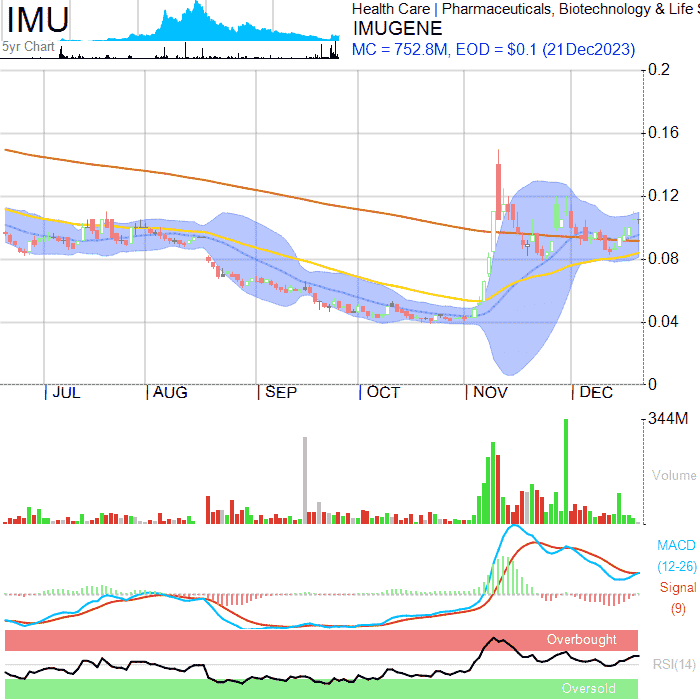 IMU
5yr Chart
Health Care | Pharmaceuticals, Biotechnology & Life
IMUGENE
MC = 752.8M, EOD = $0.1 (21Dec2023)
0.2
0.16
0.12
0.08
0.04
0
JUL AUG SEP OCT NOV DEC
344M
Volume
MACD
(12-26)
Signal
(9)
Overbought
RSI(14)
Oversold